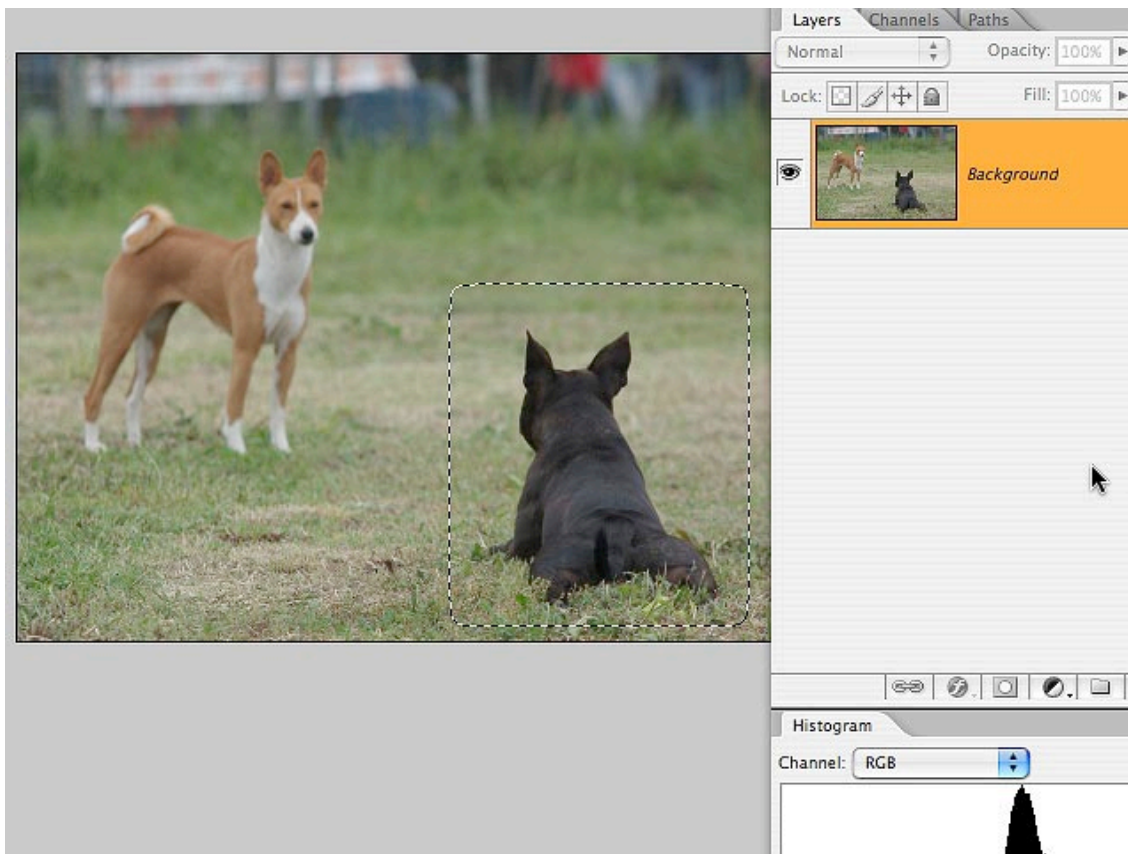 Layers Channels Paths
Normal Opacity: 100%
Lock: Fill: 100%
Background
Histogram
Channel: RGB